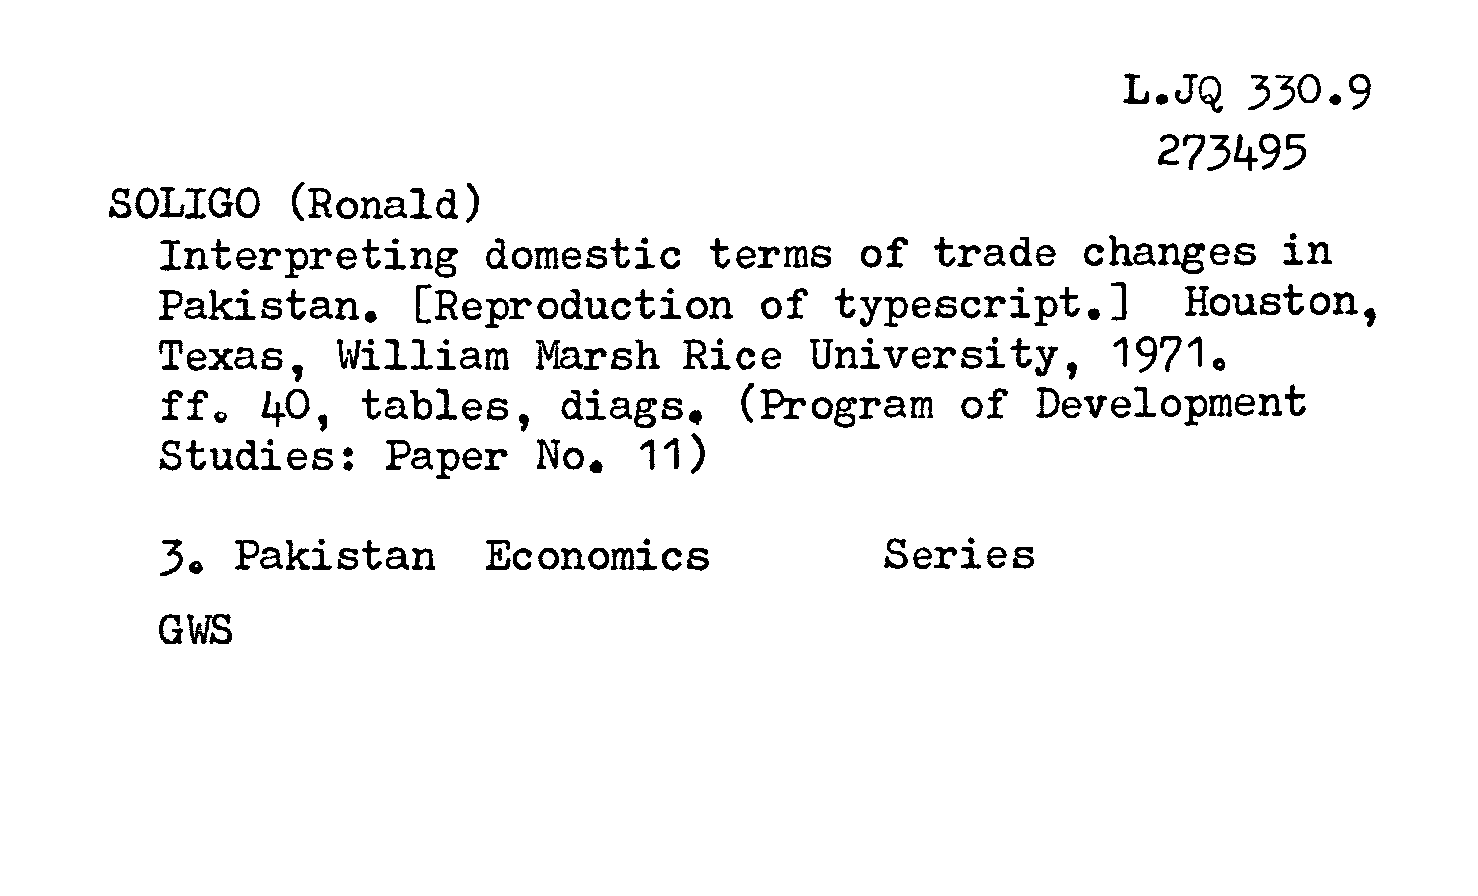 L.JQ 330.9
273495
SOLIGO (Ronald)
Interpreting domestic terms of trade changes in
Pakistan. [Reproduction of typescript.] Houston,
Texas, William Marsh Rice University, 1971.
ff. 40, tables, diags. (Program of Development
Studies: Paper No. 11)
3. Pakistan Economics Series
GWS